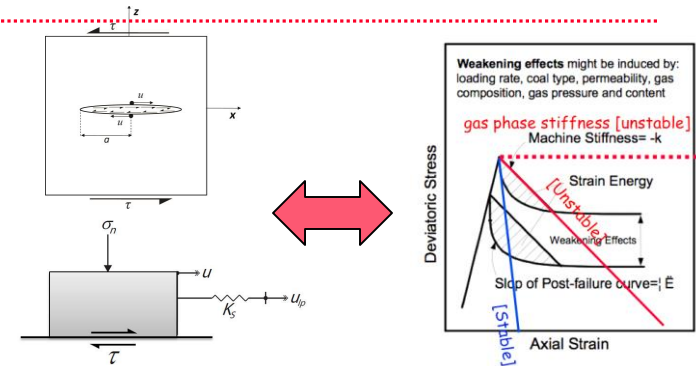 z
τ
u
x
u
a
τ
σn
u
Ks
ulp
τ
Weakening effects might be induced by:
loading rate, coal type, permeability, gas
composition, gas pressure and content
gas phase stiffness [unstable]
Machine Stiffness= -k
Strain Energy
[Unstable]
Weakening Effects
Slop of Post-failure curve=¦ Ë
[Stable]
Deviatoric Stress
Axial Strain